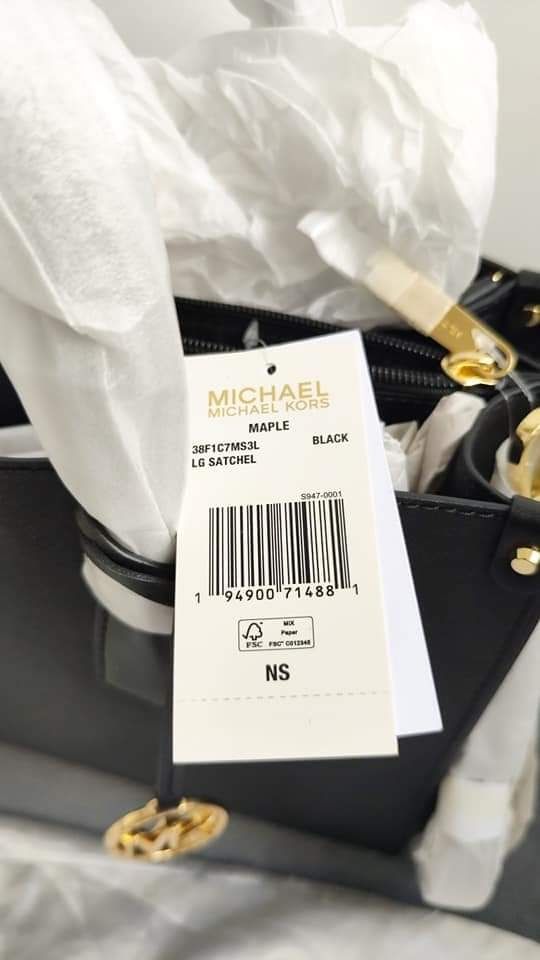 MICHAEL
MICHAEL KORS
MAPLE
38F1C7MS3L BLACK
LG SATCHEL
S947-0001
1 94900 71488 1
FSC
MIX
Paper
FSC® C012345
NS